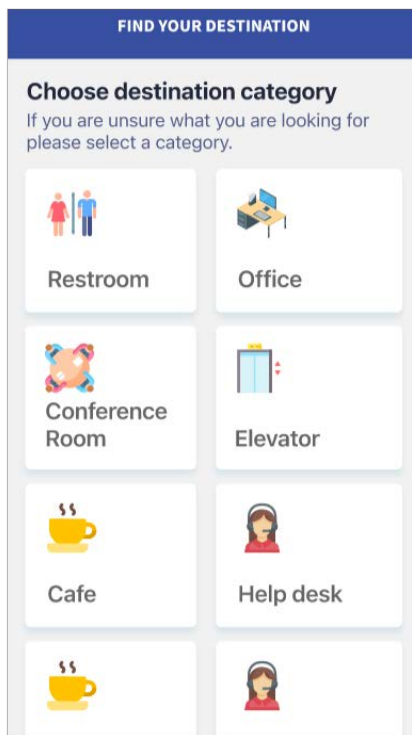 FIND YOUR DESTINATION
Choose destination category
If you are unsure what you are looking for
please select a category.
Restroom
Office
Conference
Room
Elevator
Cafe
Help desk